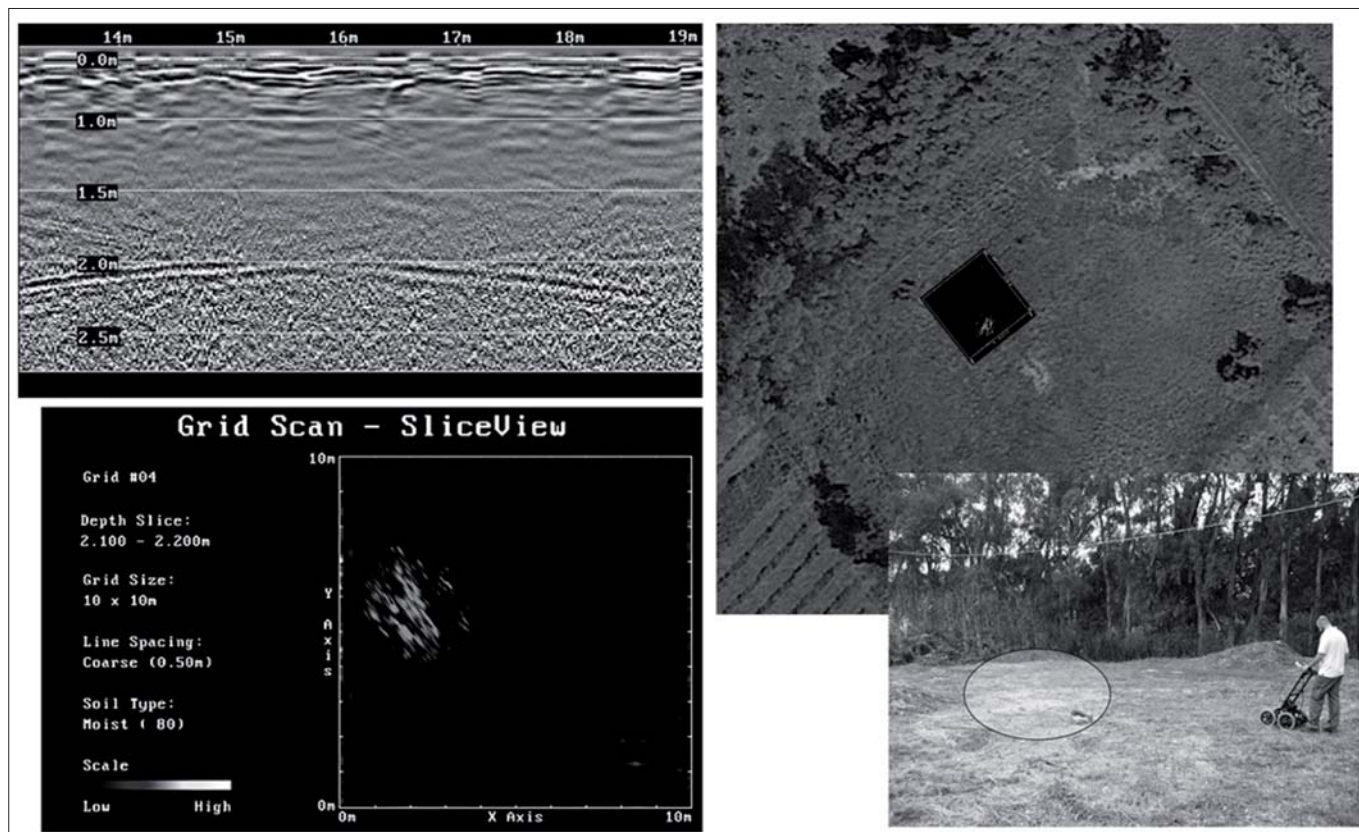 14m 15m 16m 17m 18m 19m
0.0m
1.0m
1.5m
2.0m
2.5m
Grid Scan - SliceView
Grid #04
Depth Slice:
2.100 - 2.200m
Grid Size:
10 x 10m
Line Spacing:
Coarse (0.50m)
Soil Type:
Moist ( 80)
Scale
Low High
10m
Y Axis
0m
0m X Axis 10m